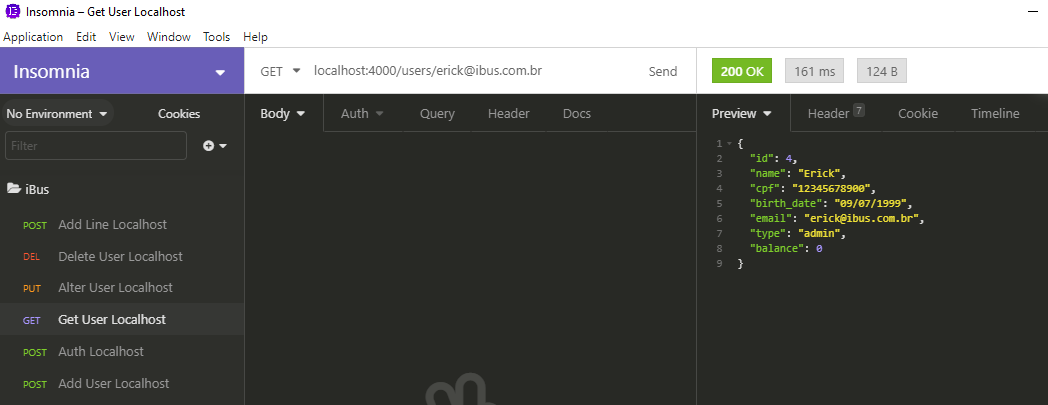 Insomnia – Get User Localhost
Application Edit View Window Tools Help
Insomnia
GET localhost:4000/users/erick@ibus.com.br Send
200 OK 161 ms 124 B
No Environment Cookies
Body Auth Query Header Docs
Preview Header 7 Cookie Timeline
Filter
iBus
POST Add Line Localhost
DEL Delete User Localhost
PUT Alter User Localhost
GET Get User Localhost
POST Auth Localhost
POST Add User Localhost
1 {
2 "id": 4,
3 "name": "Erick",
4 "cpf": "12345678900",
5 "birth_date": "09/07/1999",
6 "email": "erick@ibus.com.br",
7 "type": "admin",
8 "balance": 0
9 }